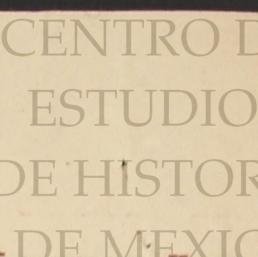 CENTRO D
ESTUDIO
DE HISTOR
DE MEXIC